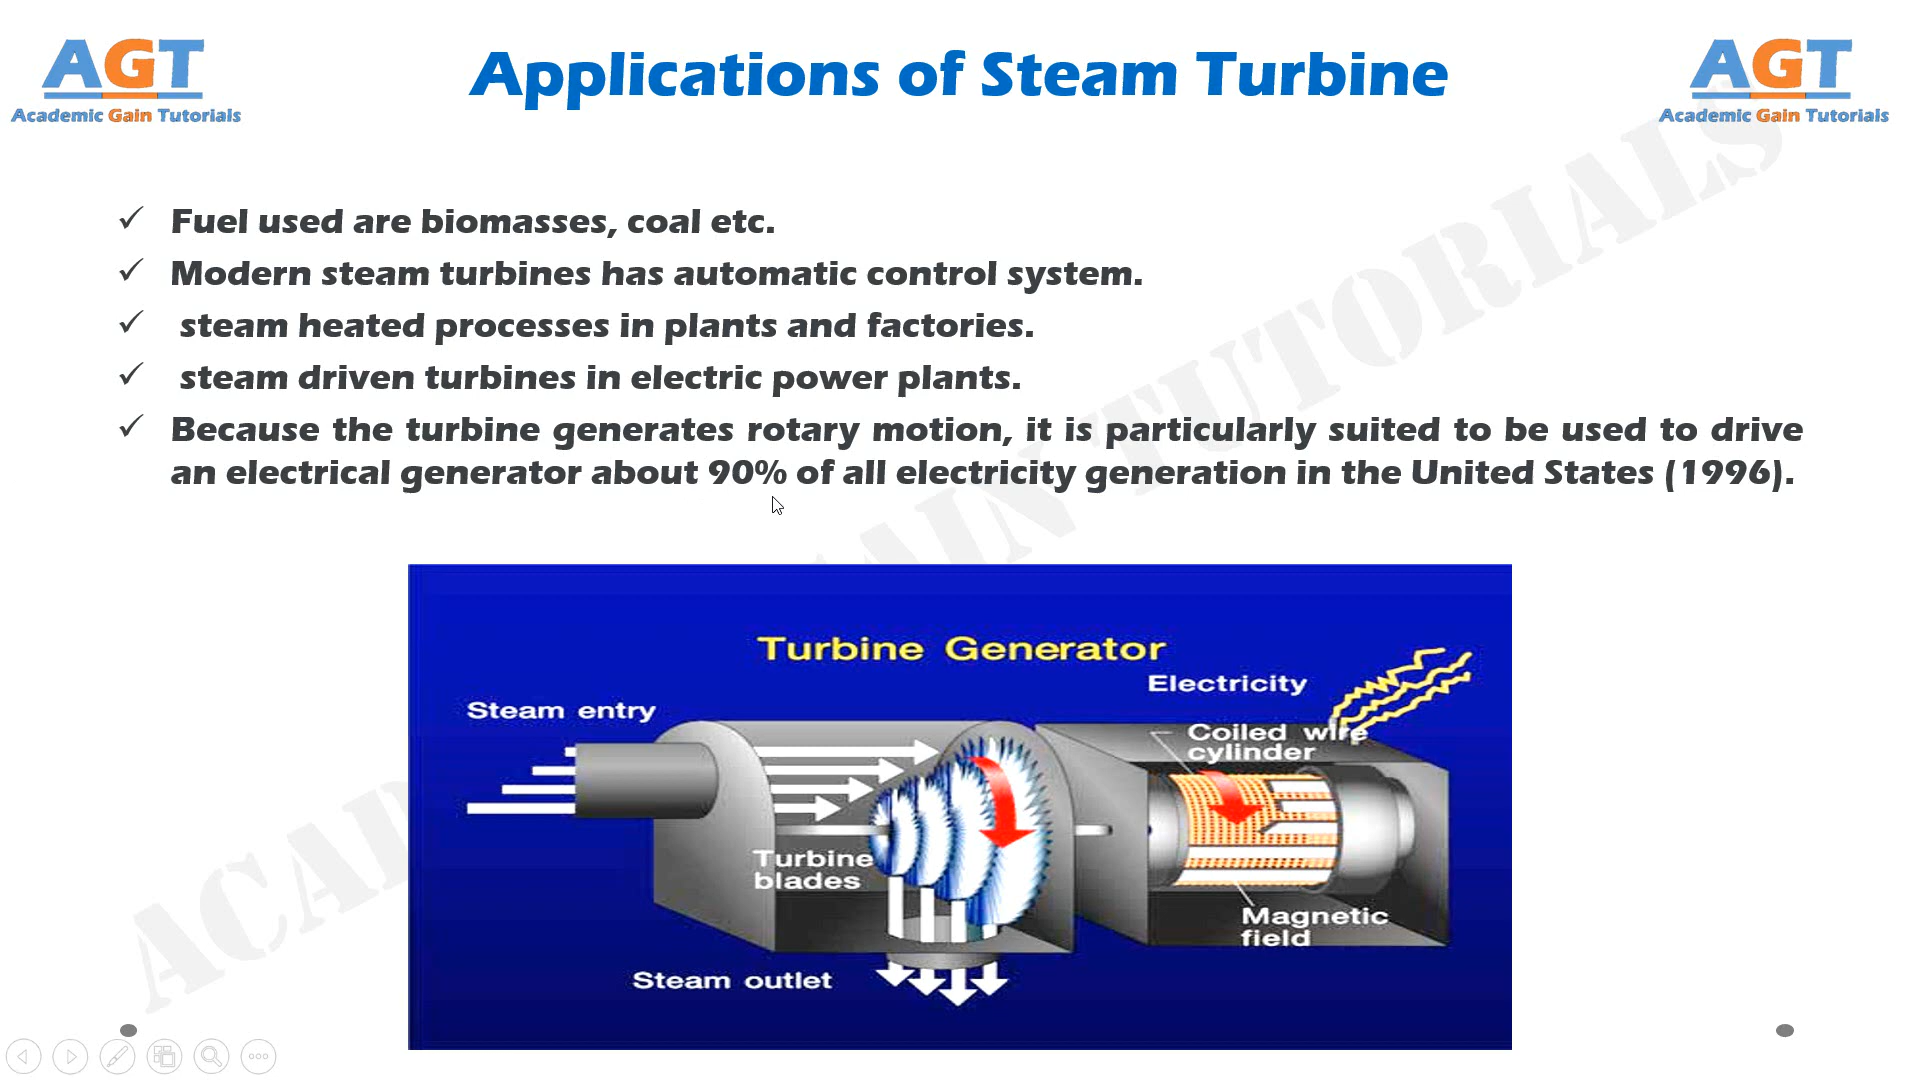 AGT
Academic Gain Tutorials
Applications of Steam Turbine
AGT
Academic Gain Tutorials
✓ Fuel used are biomasses, coal etc.
✓ Modern steam turbines has automatic control system.
✓ steam heated processes in plants and factories.
✓ steam driven turbines in electric power plants.
✓ Because the turbine generates rotary motion, it is particularly suited to be used to drive
an electrical generator about 90% of all electricity generation in the United States (1996).
Turbine Generator
Electricity
Steam entry
Coiled wire
cylinder
Turbine
blades
Magnetic
field
Steam outlet